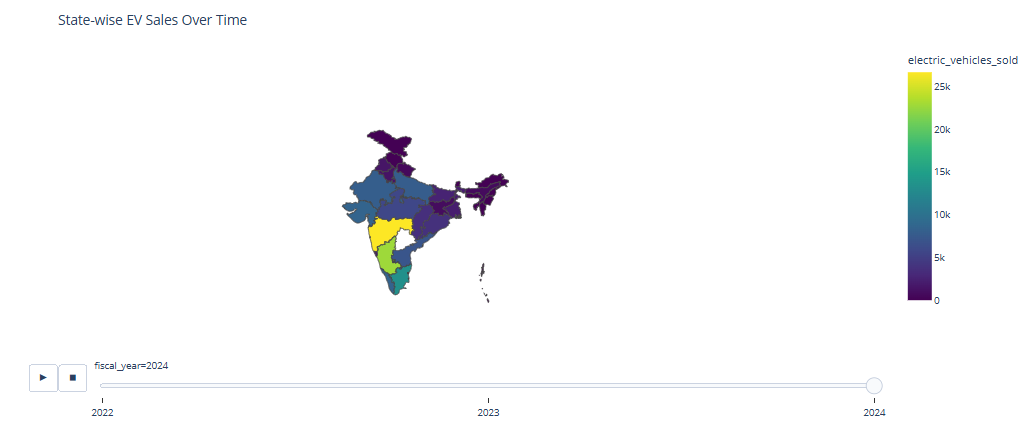 State-wise EV Sales Over Time
electric_vehicles_sold
25k
20k
15k
10k
5k
0
fiscal_year=2024
2022
2023
2024